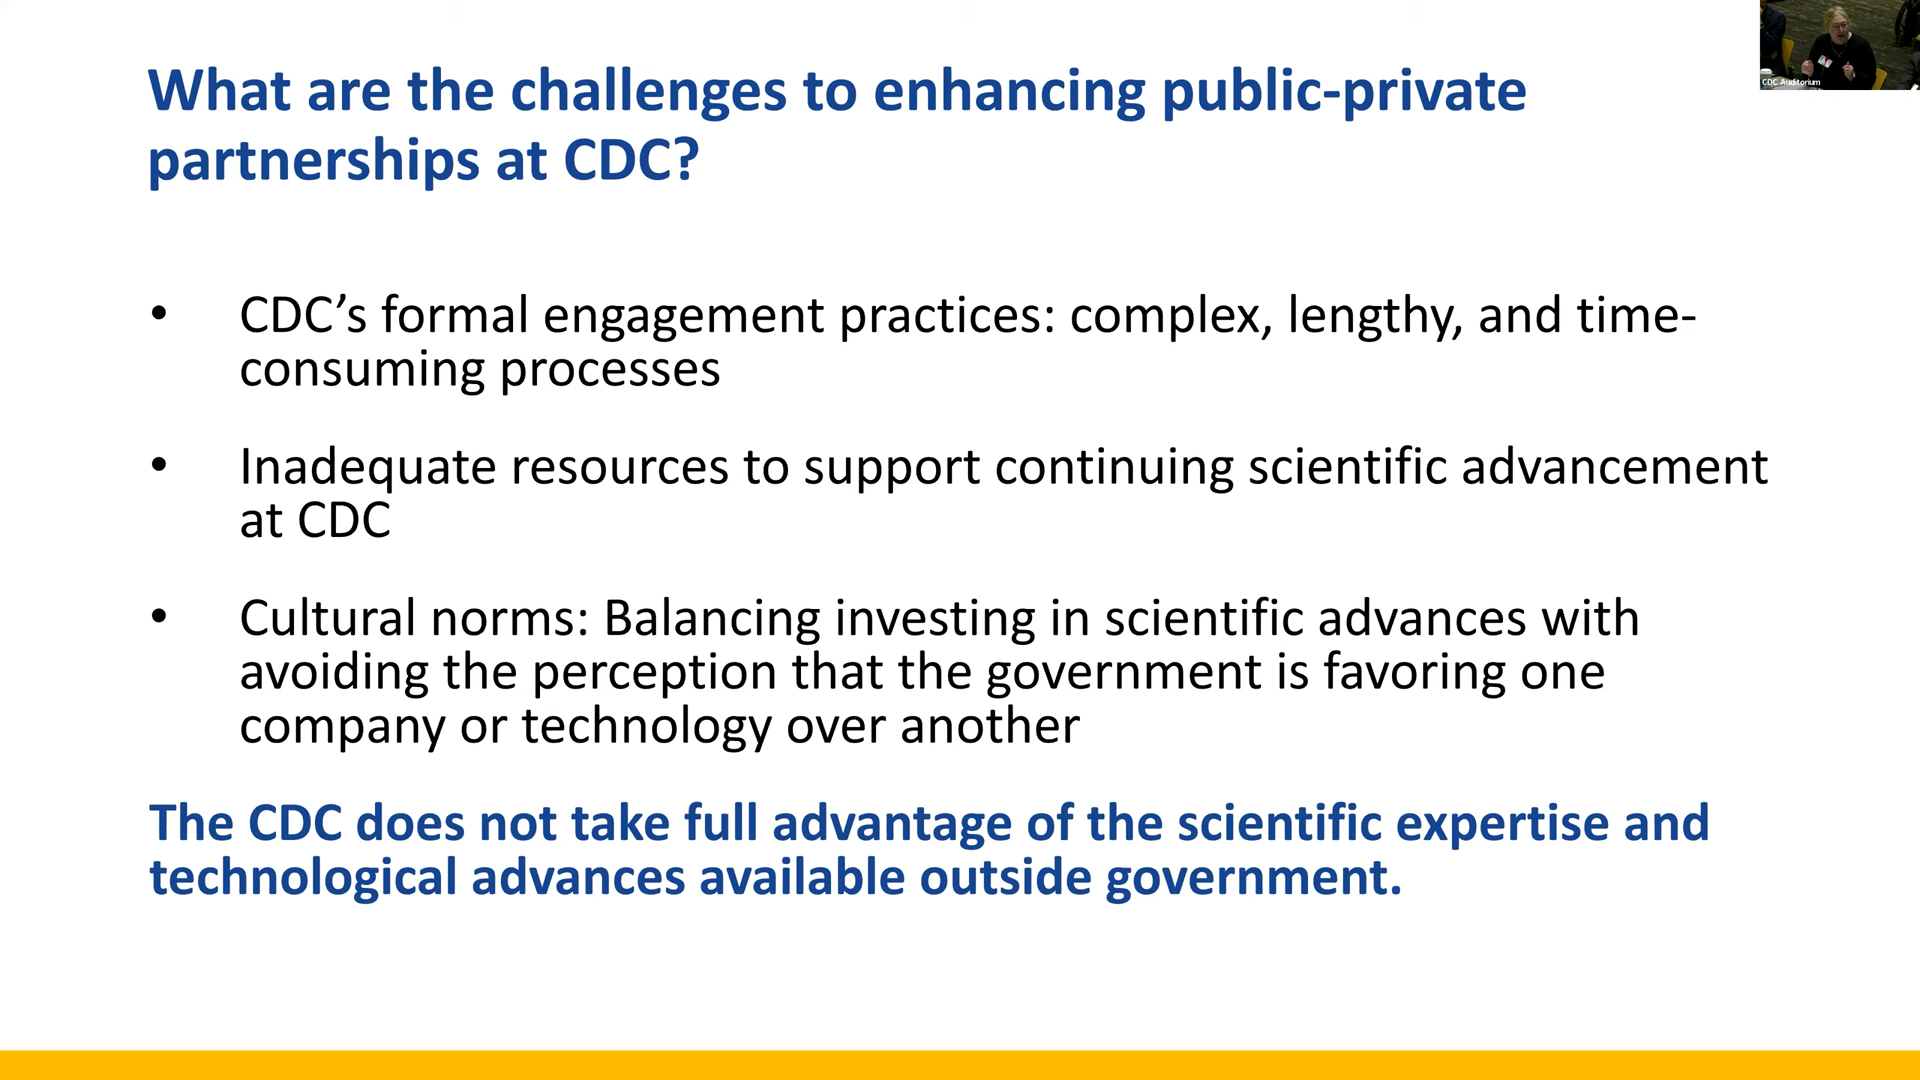 What are the challenges to enhancing public-private
partnerships at CDC?
CDC Auditorium
• CDC’s formal engagement practices: complex, lengthy, and time-
consuming processes
• Inadequate resources to support continuing scientific advancement
at CDC
• Cultural norms: Balancing investing in scientific advances with
avoiding the perception that the government is favoring one
company or technology over another
The CDC does not take full advantage of the scientific expertise and
technological advances available outside government.